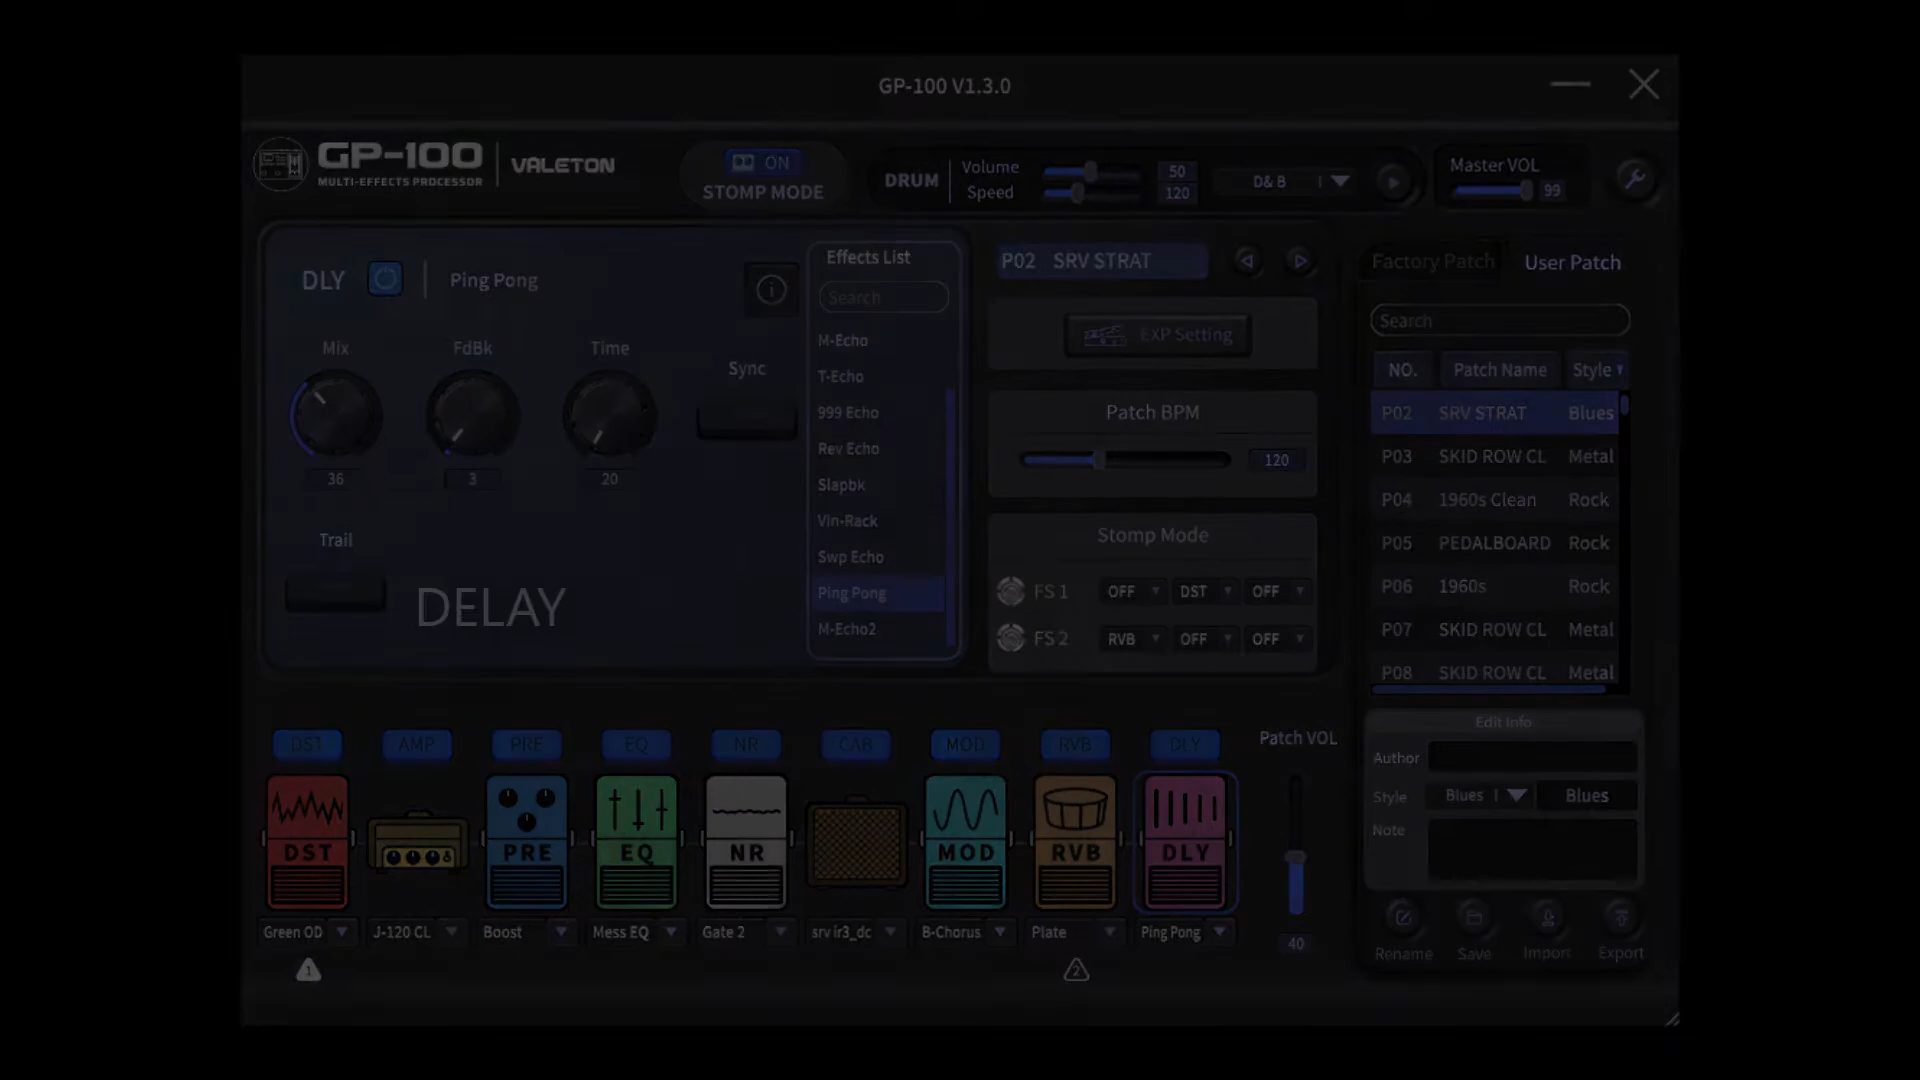 GP-100 V1.3.0
GP-100
MULTI-EFFECTS PROCESSOR
VALETON
ON
STOMP MODE
DRUM
Volume
50
Speed
120
D&B
Master VOL
99
DLY
Ping Pong
Mix
FdBk
Time
Sync
36
3
20
Trail
DELAY
Effects List
Search
M-Echo
T-Echo
999 Echo
Rev Echo
Slapbk
Vin-Rack
Swp Echo
Ping Pong
M-Echo2
P02 SRV STRAT
EXP Setting
Patch BPM
120
Stomp Mode
FS 1 OFF DST OFF
FS 2 RVB OFF OFF
Factory Patch
User Patch
Search
NO. Patch Name Style
P02 SRV STRAT Blues
P03 SKID ROW CL Metal
P04 1960s Clean Rock
P05 PEDALBOARD Rock
P06 1960s Rock
P07 SKID ROW CL Metal
P08 SKID ROW CL Metal
Edit Info
Author
Style Blues Blues
Note
Rename Save Import Export
DST AMP PRE EQ NR CAB MOD RVB DLY
Patch VOL
DST PRE EQ NR MOD RVB DLY
Green OD J-120 CL Boost Mess EQ Gate 2 srv ir3_dc B-Chorus Plate Ping Pong
40
1 2